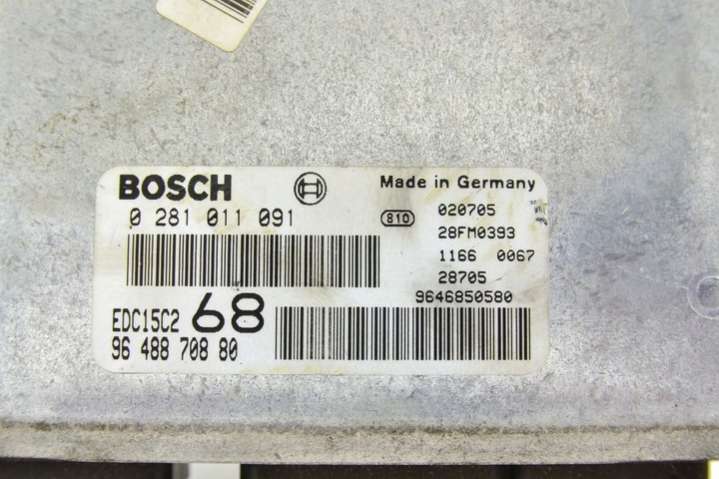 BOSCH
Made in Germany
0 281 011 091
810
020705
28FM0393
1166 0067
28705
9646850580
EDC15C2 68
96 488 708 80